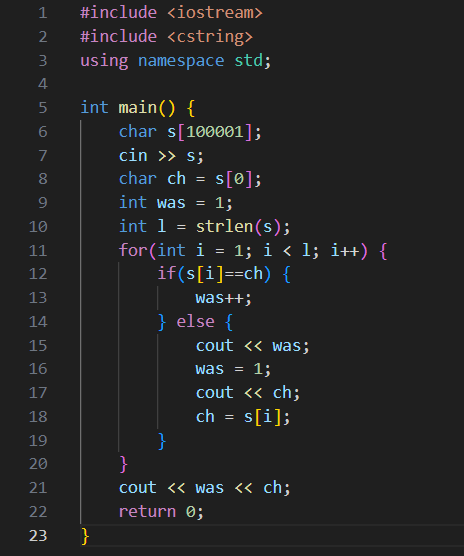 1 #include <iostream>
2 #include <cstring>
3 using namespace std;
4
5 int main() {
6     char s[100001];
7     cin >> s;
8     char ch = s[0];
9     int was = 1;
10     int l = strlen(s);
11     for(int i = 1; i < l; i++) {
12         if(s[i]==ch) {
13             was++;
14         } else {
15             cout << was;
16             was = 1;
17             cout << ch;
18             ch = s[i];
19         }
20     }
21     cout << was << ch;
22     return 0;
23 }